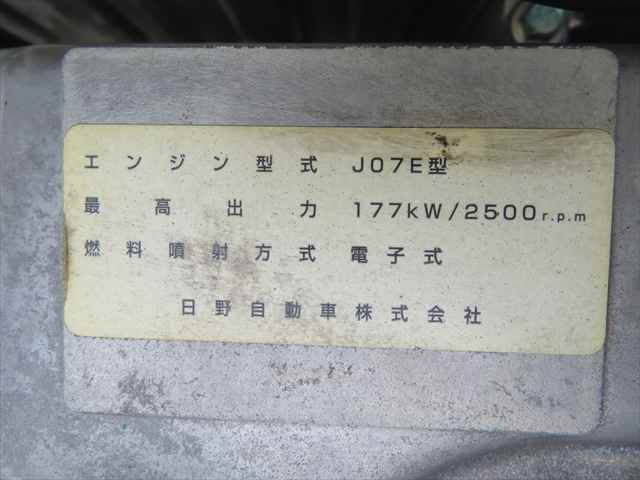 エンジン型式 J07E型
最高出力 177kW/2500r.p.m
燃料噴射方式 電子式
日野自動車株式会社